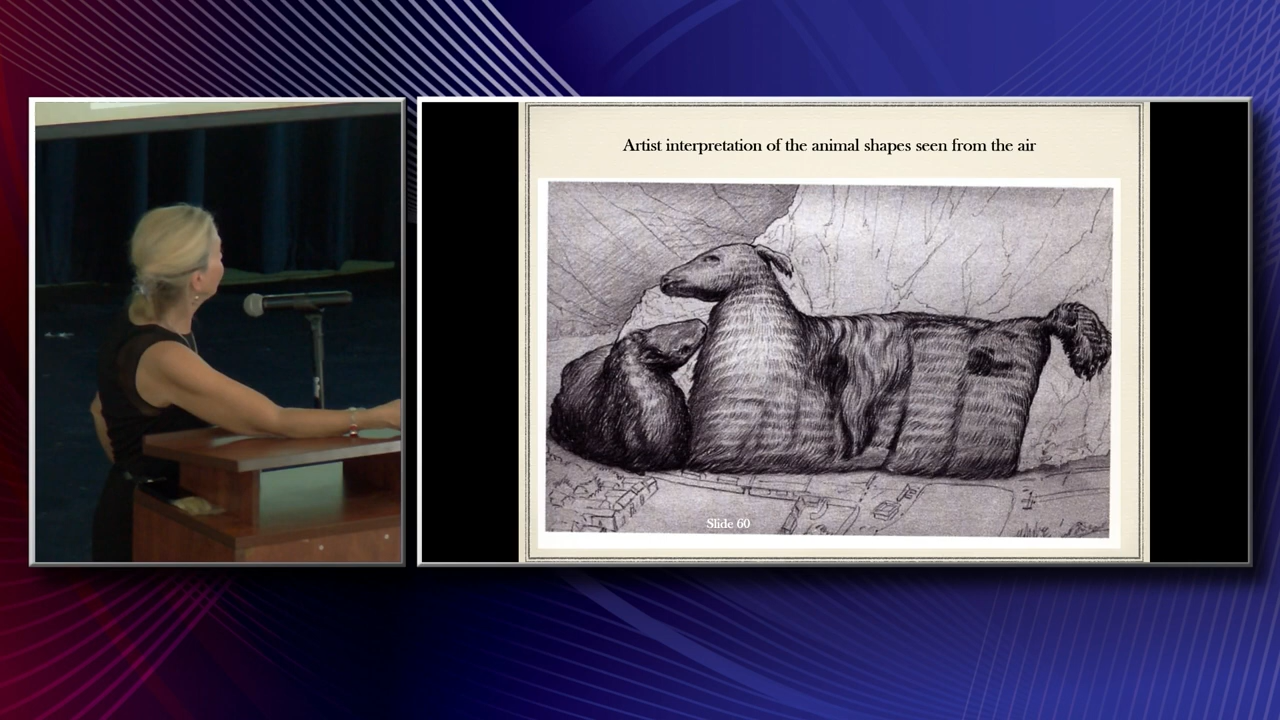 Artist interpretation of the animal shapes seen from the air
Slide 60